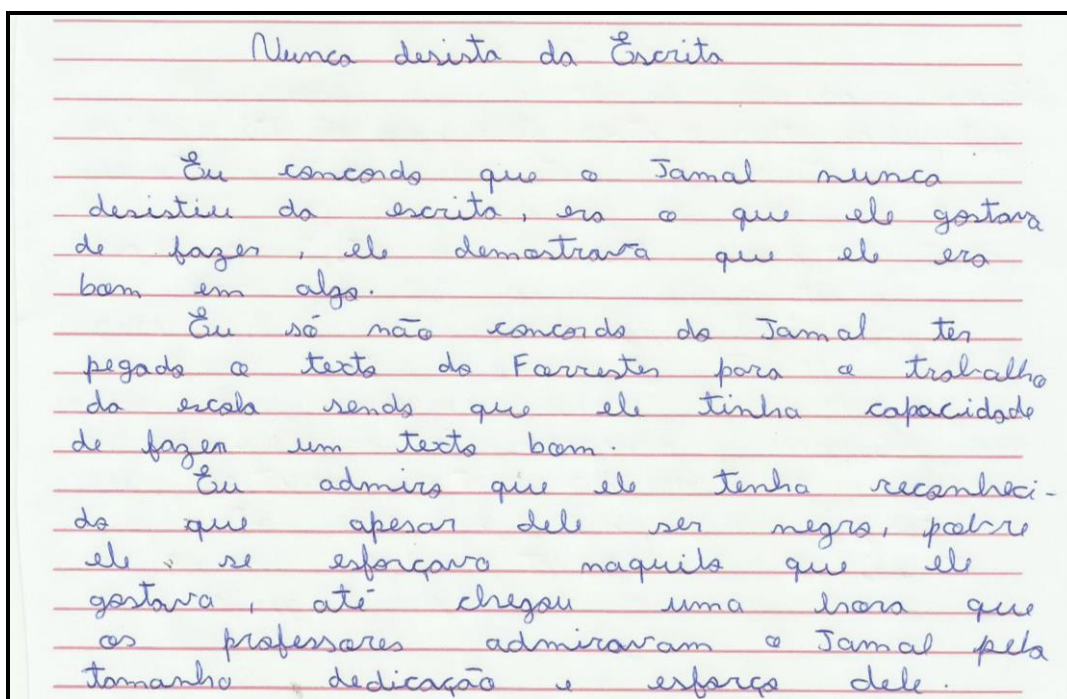 Nunca desista da Escrita
Eu concordo que o Jamal nunca
desistiu da escrita, era o que ele gostava
de fazer, ele demostrava que ele era
bom em algo.
Eu só não concordo do Jamal ter
pegado o texto do Forrester para o trabalho
da escola sendo que ele tinha capacidade
de fazer um texto bom.
Eu admiro que ele tenha reconheci-
do que apesar dele ser negro, pobre
ele se esforçava naquilo que ele
gostava, até chegou uma hora que
os professores admiravam o Jamal pela
tamanho dedicação e esforço dele.